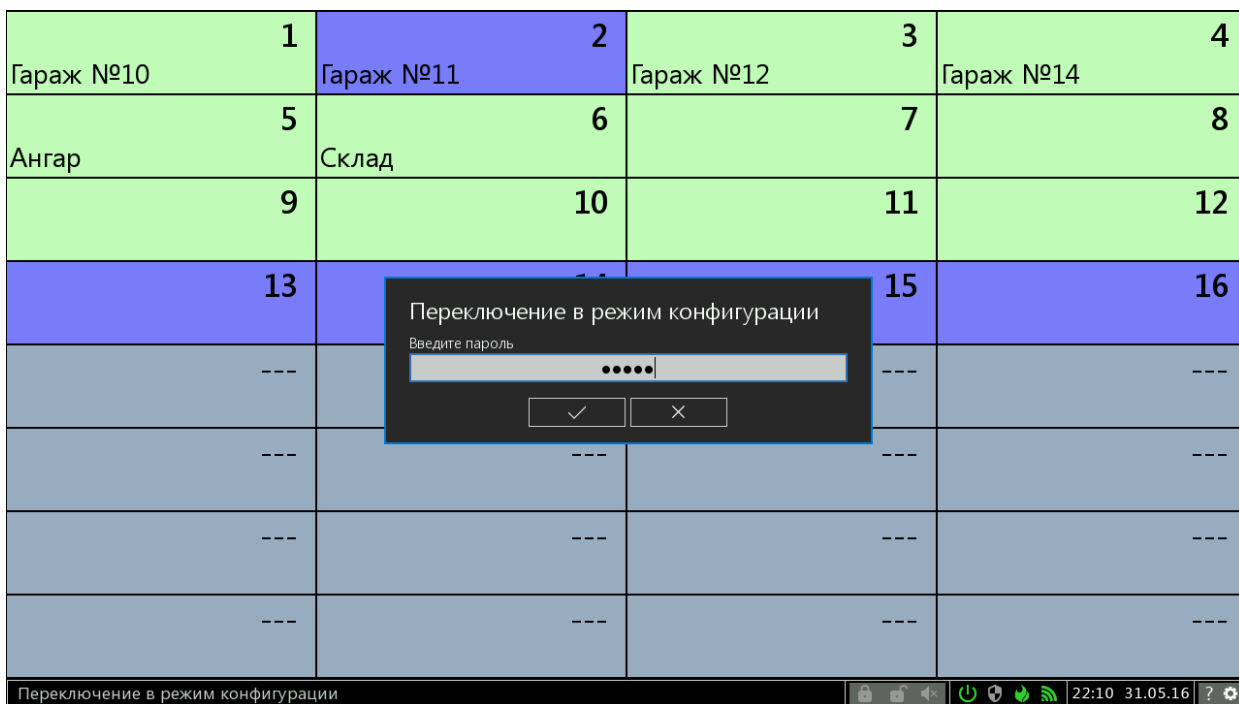 1 2 3 4
Гараж №10 Гараж №11 Гараж №12 Гараж №14
5 6 7 8
Ангар Склад
9 10 11 12
13 15 16
Переключение в режим конфигурации
Введите пароль
•••••
--- --- ---
--- --- --- ---
--- --- --- ---
--- --- --- ---
Переключение в режим конфигурации 22:10 31.05.16 ?